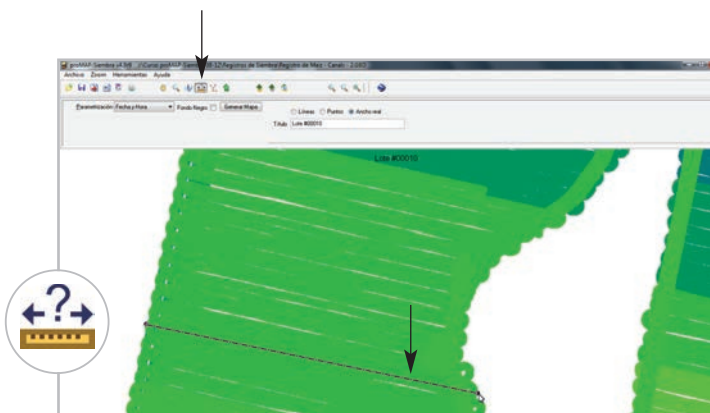 Archivo Zoom Herramientas Ayuda
Parametrización Fecha y Hora Fondo Negro Generar Mapa
Líneas Puntos Ancho real
Título Lote #00010
Lote #00010
?